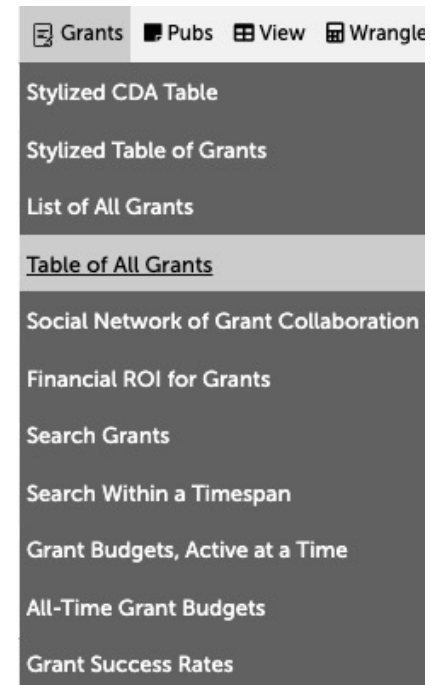 Grants Pubs View Wrangle
Stylized CDA Table
Stylized Table of Grants
List of All Grants
Table of All Grants
Social Network of Grant Collaboration
Financial ROI for Grants
Search Grants
Search Within a Timespan
Grant Budgets, Active at a Time
All-Time Grant Budgets
Grant Success Rates